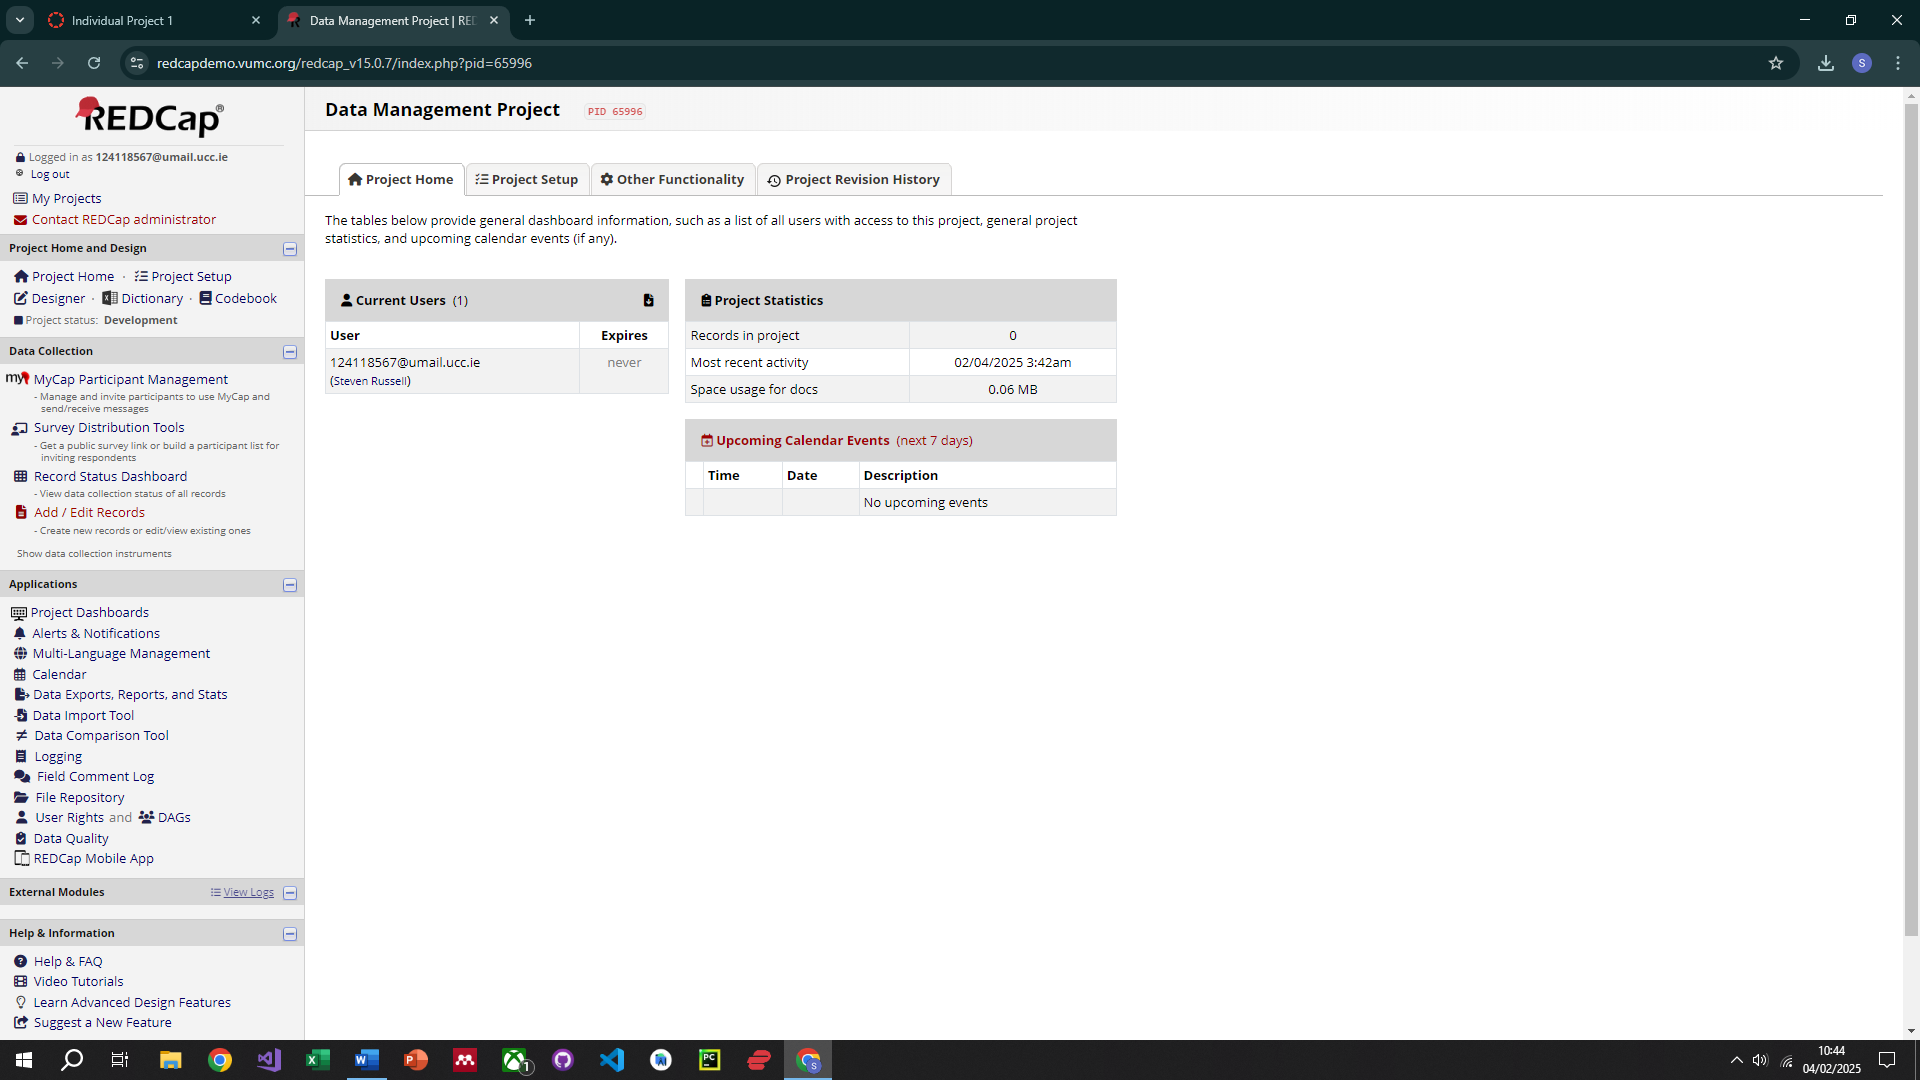 Individual Project 1
Data Management Project | RED
redcapdemo.vumc.org/redcap_v15.0.7/index.php?pid=65996
S
REDCap®
Logged in as 124118567@umail.ucc.ie
Log out
My Projects
Contact REDCap administrator
Project Home and Design
Project Home · Project Setup
Designer · Dictionary · Codebook
Project status: Development
Data Collection
MyCap Participant Management
- Manage and invite participants to use MyCap and
send/receive messages
Survey Distribution Tools
- Get a public survey link or build a participant list for
inviting respondents
Record Status Dashboard
- View data collection status of all records
Add / Edit Records
- Create new records or edit/view existing ones
Show data collection instruments
Applications
Project Dashboards
Alerts & Notifications
Multi-Language Management
Calendar
Data Exports, Reports, and Stats
Data Import Tool
Data Comparison Tool
Logging
Field Comment Log
File Repository
User Rights and DAGs
Data Quality
REDCap Mobile App
External Modules View Logs
Help & Information
Help & FAQ
Video Tutorials
Learn Advanced Design Features
Suggest a New Feature
Data Management Project PID 65996
Project Home Project Setup Other Functionality Project Revision History
The tables below provide general dashboard information, such as a list of all users with access to this project, general project
statistics, and upcoming calendar events (if any).
Current Users (1)
User Expires
124118567@umail.ucc.ie never
(Steven Russell)
Project Statistics
Records in project 0
Most recent activity 02/04/2025 3:42am
Space usage for docs 0.06 MB
Upcoming Calendar Events (next 7 days)
Time Date Description
No upcoming events
10:44
04/02/2025